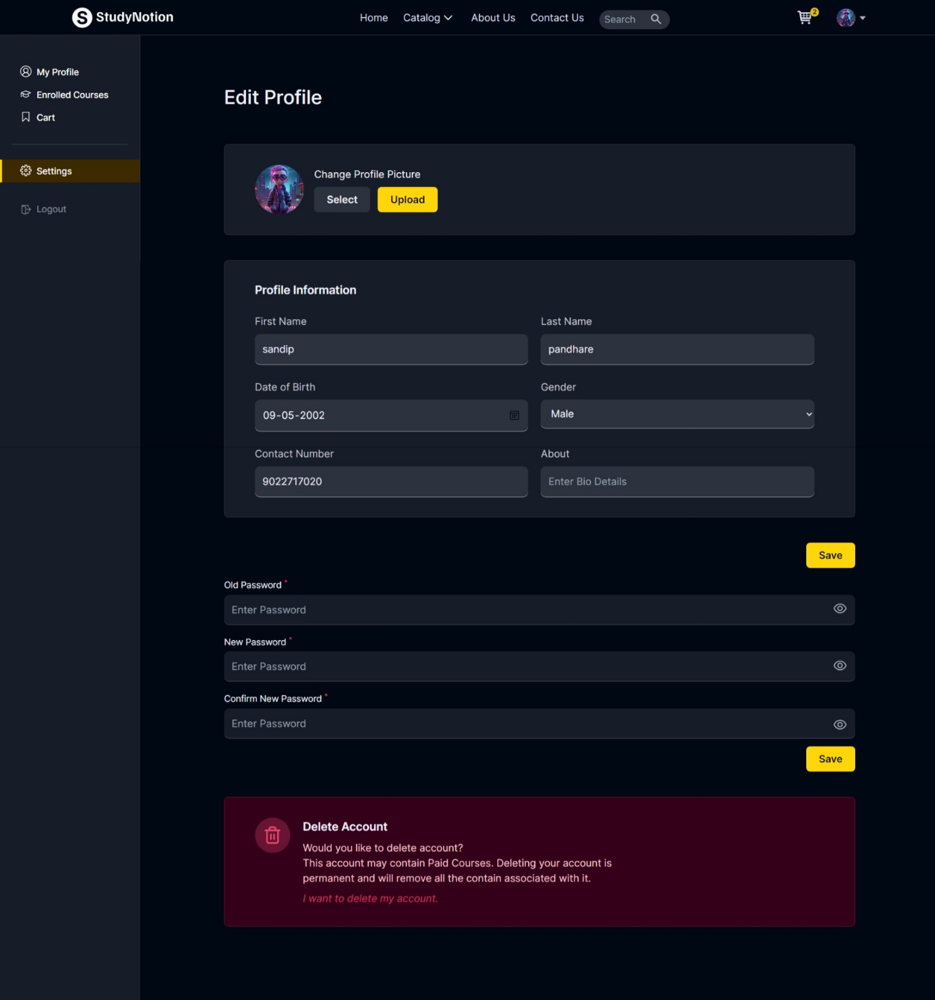 StudyNotion
Home
Catalog
About Us
Contact Us
Search
2
My Profile
Enrolled Courses
Cart
Settings
Logout
Edit Profile
Change Profile Picture
Select
Upload
Profile Information
First Name
Last Name
sandip
pandhare
Date of Birth
Gender
09-05-2002
Male
Contact Number
About
9022717020
Enter Bio Details
Save
Old Password *
Enter Password
New Password *
Enter Password
Confirm New Password *
Enter Password
Save
Delete Account
Would you like to delete account?
This account may contain Paid Courses. Deleting your account is
permanent and will remove all the contain associated with it.
I want to delete my account.